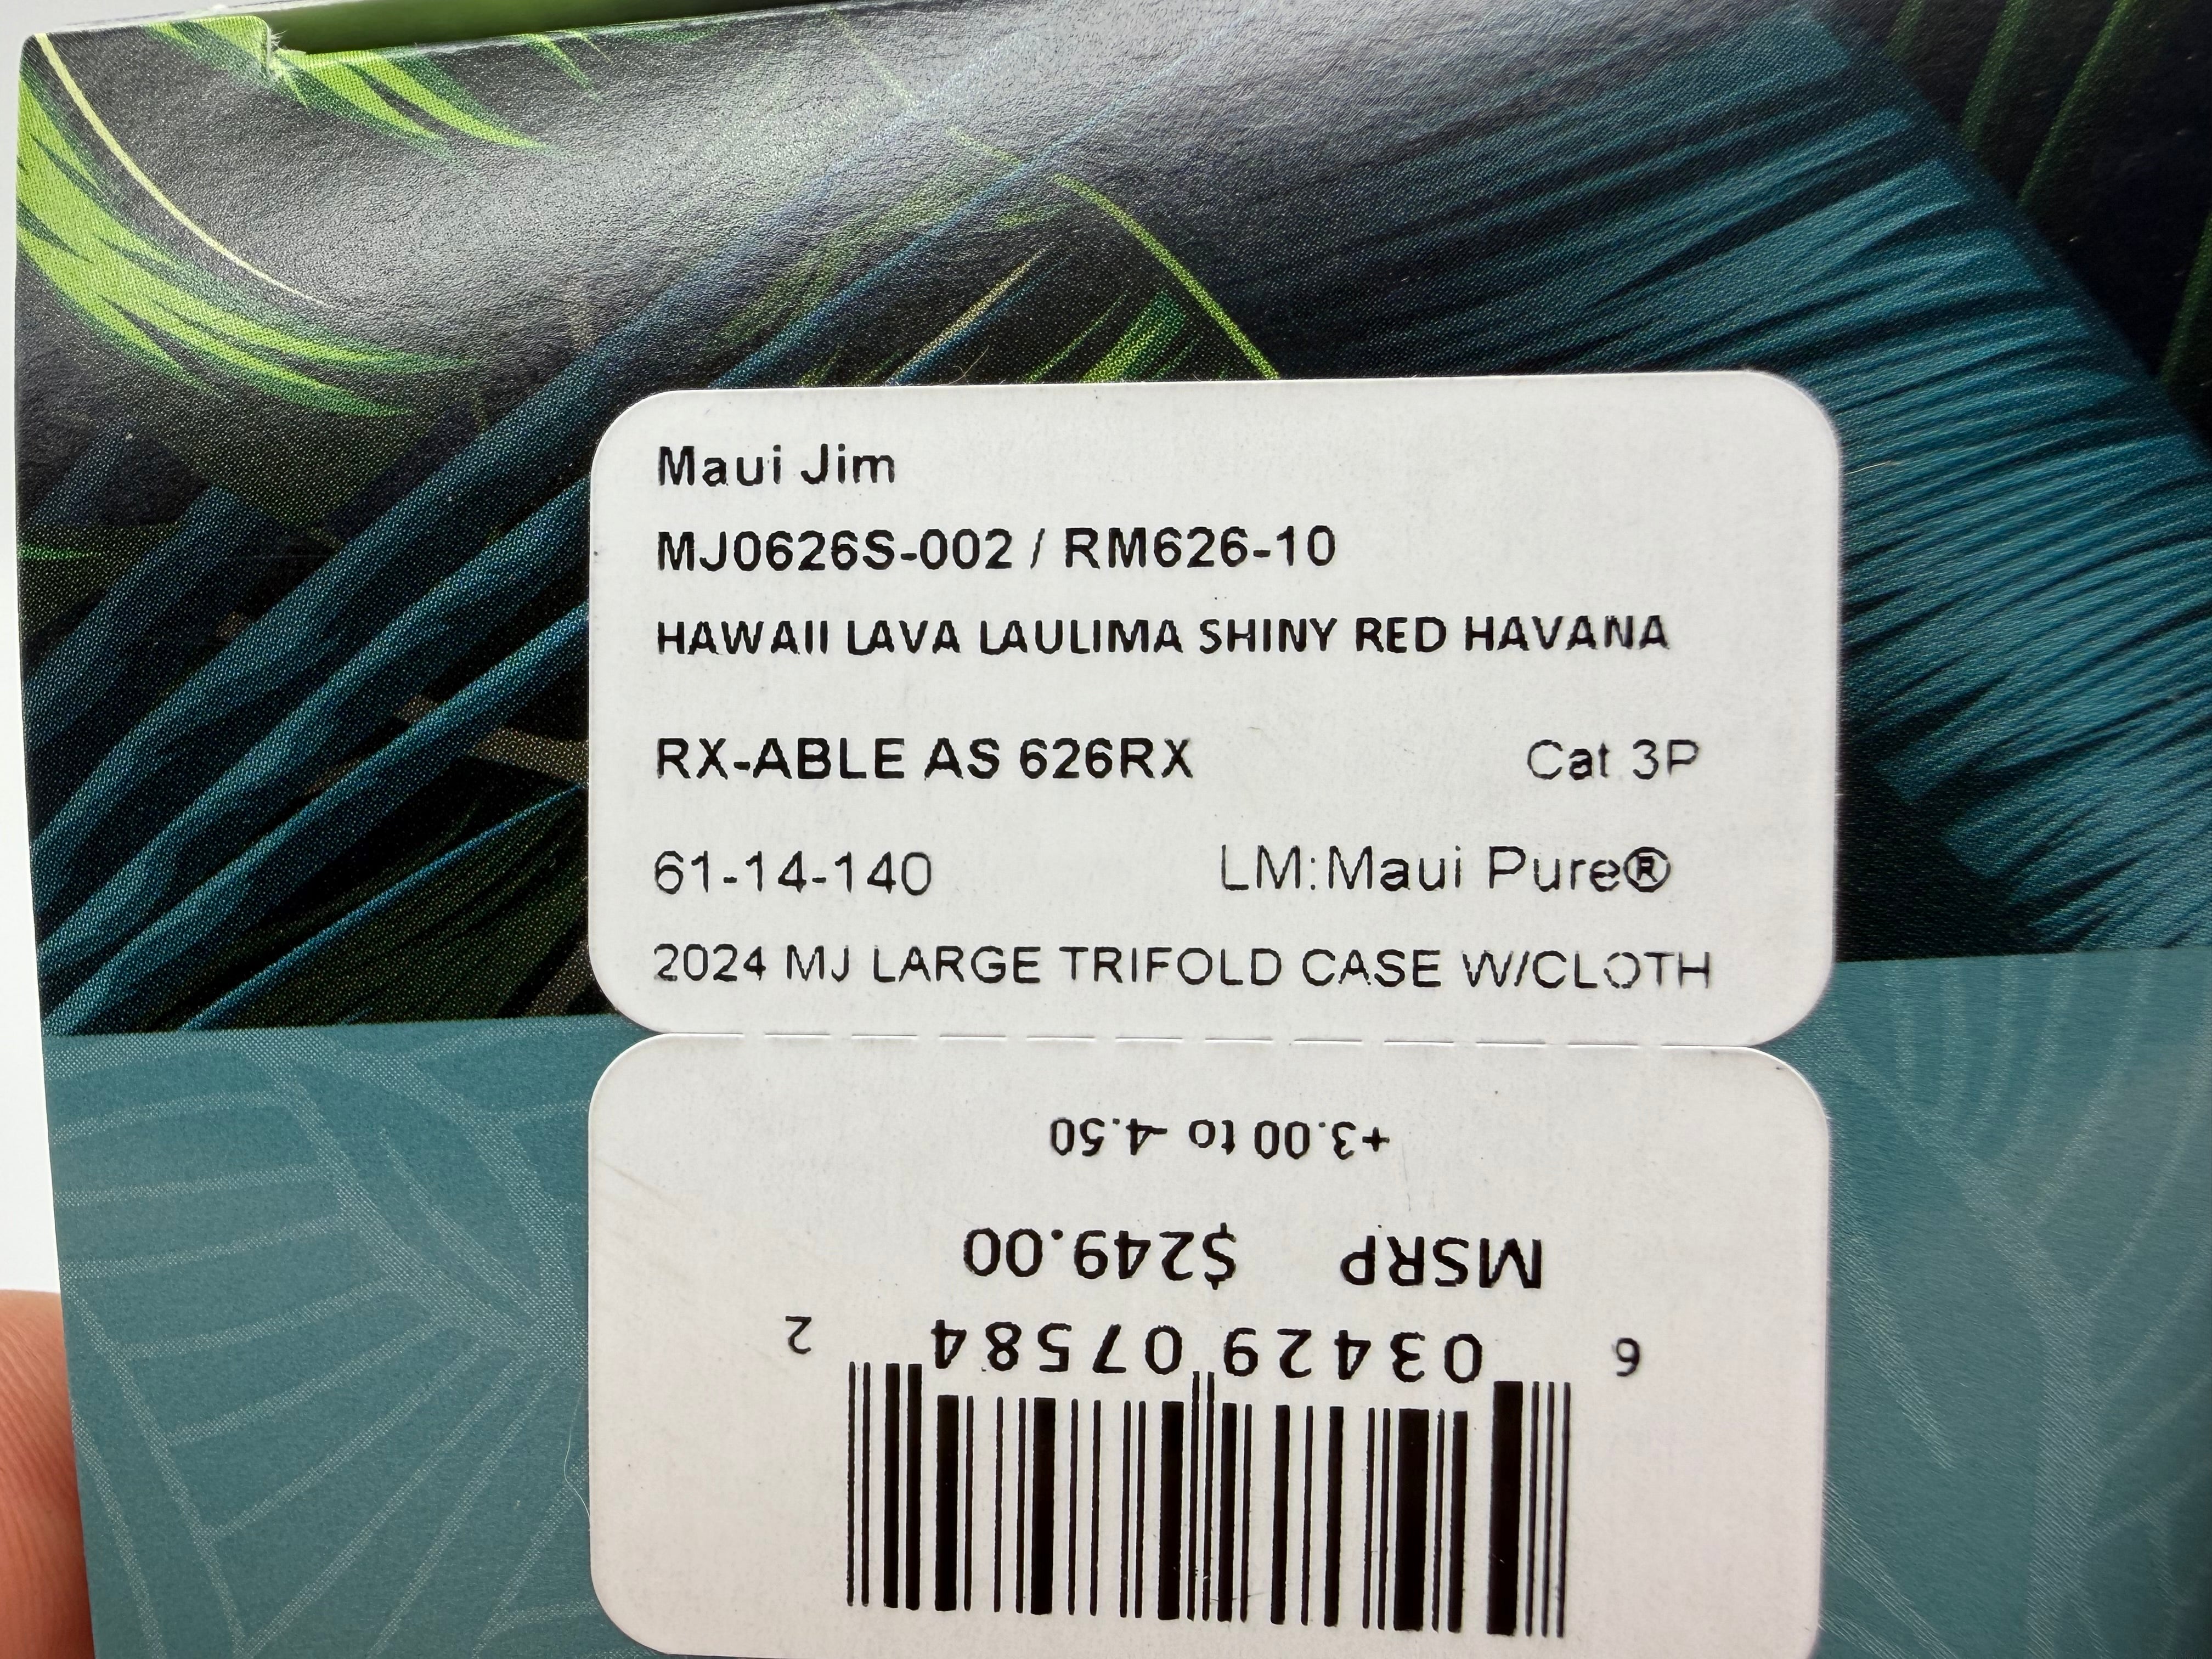 Maui Jim
MJ0626S-002 / RM626-10
HAWAII LAVA LAULIMA SHINY RED HAVANA
RX-ABLE AS 626RX Cat 3P
61-14-140 LM:Maui Pure®
2024 MJ LARGE TRIFOLD CASE W/CLOTH
+3.00 to -4.50
MSRP $249.00
6 03429 07584 2